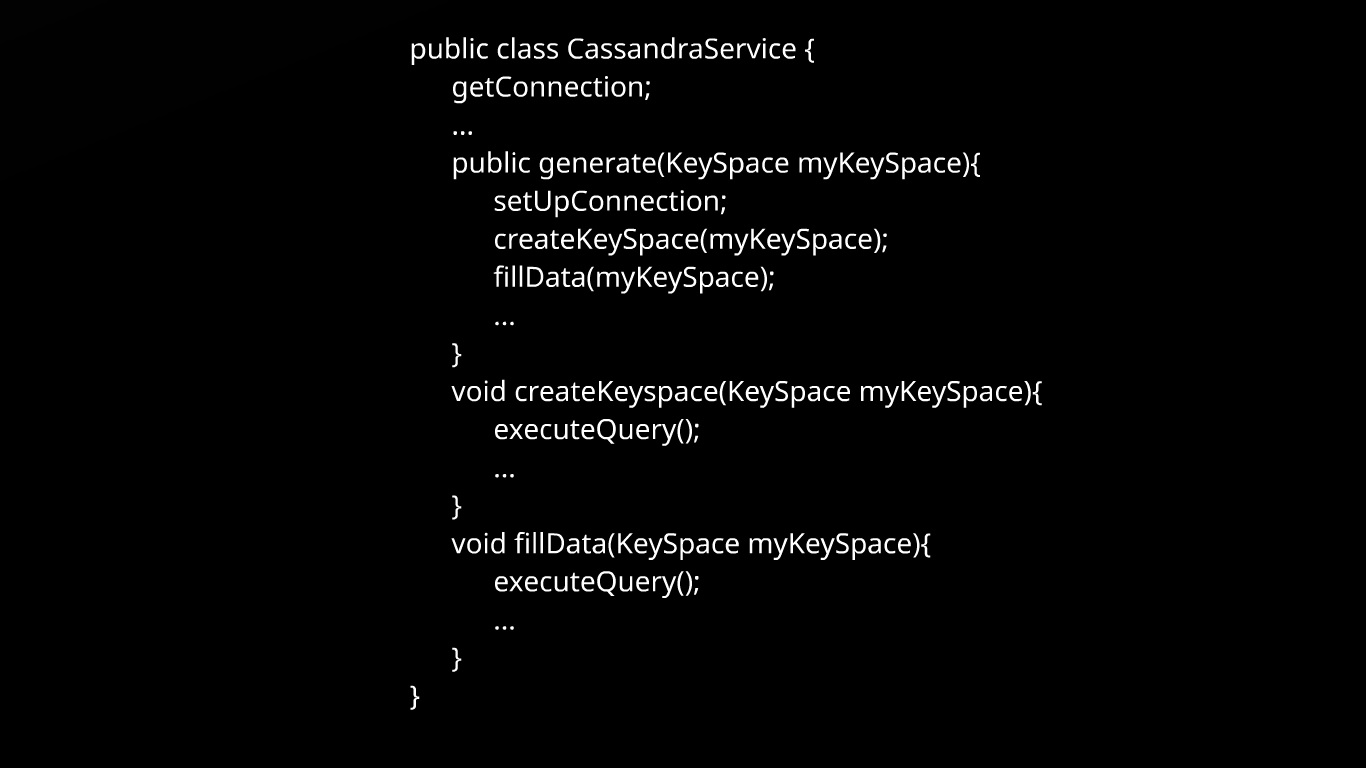 public class CassandraService {
getConnection;
...
public generate(KeySpace myKeySpace){
setUpConnection;
createKeySpace(myKeySpace);
fillData(myKeySpace);
...
}
void createKeyspace(KeySpace myKeySpace){
executeQuery();
...
}
void fillData(KeySpace myKeySpace){
executeQuery();
...
}
}